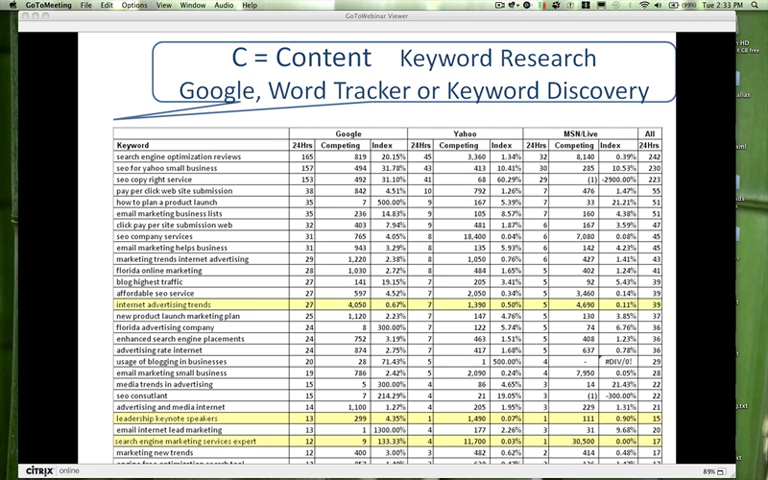 GoToMeeting File Edit Options View Window Audio Help Tue 2:33 PM
GoToWebinar Viewer
C = Content Keyword Research
Google, Word Tracker or Keyword Discovery
Google Yahoo MSN/Live All
Keyword 24Hrs Competing Index 24Hrs Competing Index 24Hrs Competing Index 24Hrs
search engine optimization reviews 165 819 20.15% 45 3,360 1.34% 32 8,140 0.39% 242
seo for yahoo small business 157 494 31.78% 43 413 10.41% 30 285 10.53% 230
seo copy right service 153 492 31.10% 41 68 60.29% 29 (1) -2900.00% 223
pay per click web site submission 38 842 4.51% 10 792 1.26% 7 476 1.47% 55
how to plan a product launch 35 7 500.00% 9 167 5.39% 7 33 21.21% 51
email marketing business lists 35 236 14.83% 9 105 8.57% 7 160 4.38% 51
click pay per site submission web 32 403 7.94% 9 481 1.87% 6 167 3.59% 47
seo company services 31 765 4.05% 8 18,400 0.04% 6 7,080 0.08% 45
email marketing helps business 31 943 3.29% 8 135 5.93% 6 142 4.23% 45
marketing trends internet advertising 29 1,220 2.38% 8 1,050 0.76% 6 427 1.41% 43
florida online marketing 28 1,030 2.72% 8 484 1.65% 5 402 1.24% 41
blog highest traffic 27 141 19.15% 7 205 3.41% 5 92 5.43% 39
affordable seo service 27 597 4.52% 7 2,050 0.34% 5 3,460 0.14% 39
internet advertising trends 27 4,050 0.67% 7 1,390 0.50% 5 4,690 0.11% 39
new product launch marketing plan 25 1,120 2.23% 7 147 4.76% 5 130 3.85% 37
florida advertising company 24 8 300.00% 7 122 5.74% 5 74 6.76% 36
enhanced search engine placements 24 752 3.19% 7 463 1.51% 5 408 1.23% 36
advertising rate internet 24 874 2.75% 7 417 1.68% 5 637 0.78% 36
usage of blogging in businesses 20 28 71.43% 5 1 500.00% 4 - #DIV/0! 29
email marketing small business 19 786 2.42% 5 2,090 0.24% 4 7,950 0.05% 28
media trends in advertising 15 5 300.00% 4 86 4.65% 3 14 21.43% 22
seo consutlant 15 7 214.29% 4 21 19.05% 3 (1) -300.00% 22
advertising and media internet 14 1,100 1.27% 4 205 1.95% 3 229 1.31% 21
leadership keynote speakers 13 299 4.35% 1 1,490 0.07% 1 111 0.90% 15
email internet lead marketing 13 1 1300.00% 4 177 2.26% 3 31 9.68% 20
search engine marketing services expert 12 9 133.33% 4 11,700 0.03% 1 30,500 0.00% 17
marketing new trends 12 400 3.00% 3 482 0.62% 2 414 0.48% 17
CITRIX online 89%